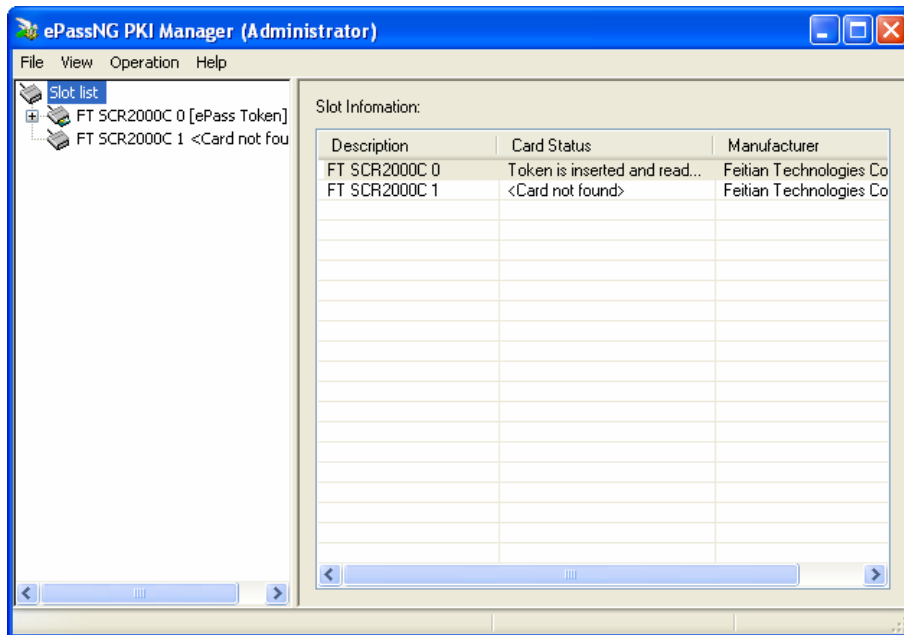 ePassNG PKI Manager (Administrator)
File View Operation Help
Slot list
FT SCR2000C 0 [ePass Token]
FT SCR2000C 1 <Card not fou
Slot Infomation:
Description Card Status Manufacturer
FT SCR2000C 0 Token is inserted and read... Feitian Technologies Co
FT SCR2000C 1 <Card not found> Feitian Technologies Co